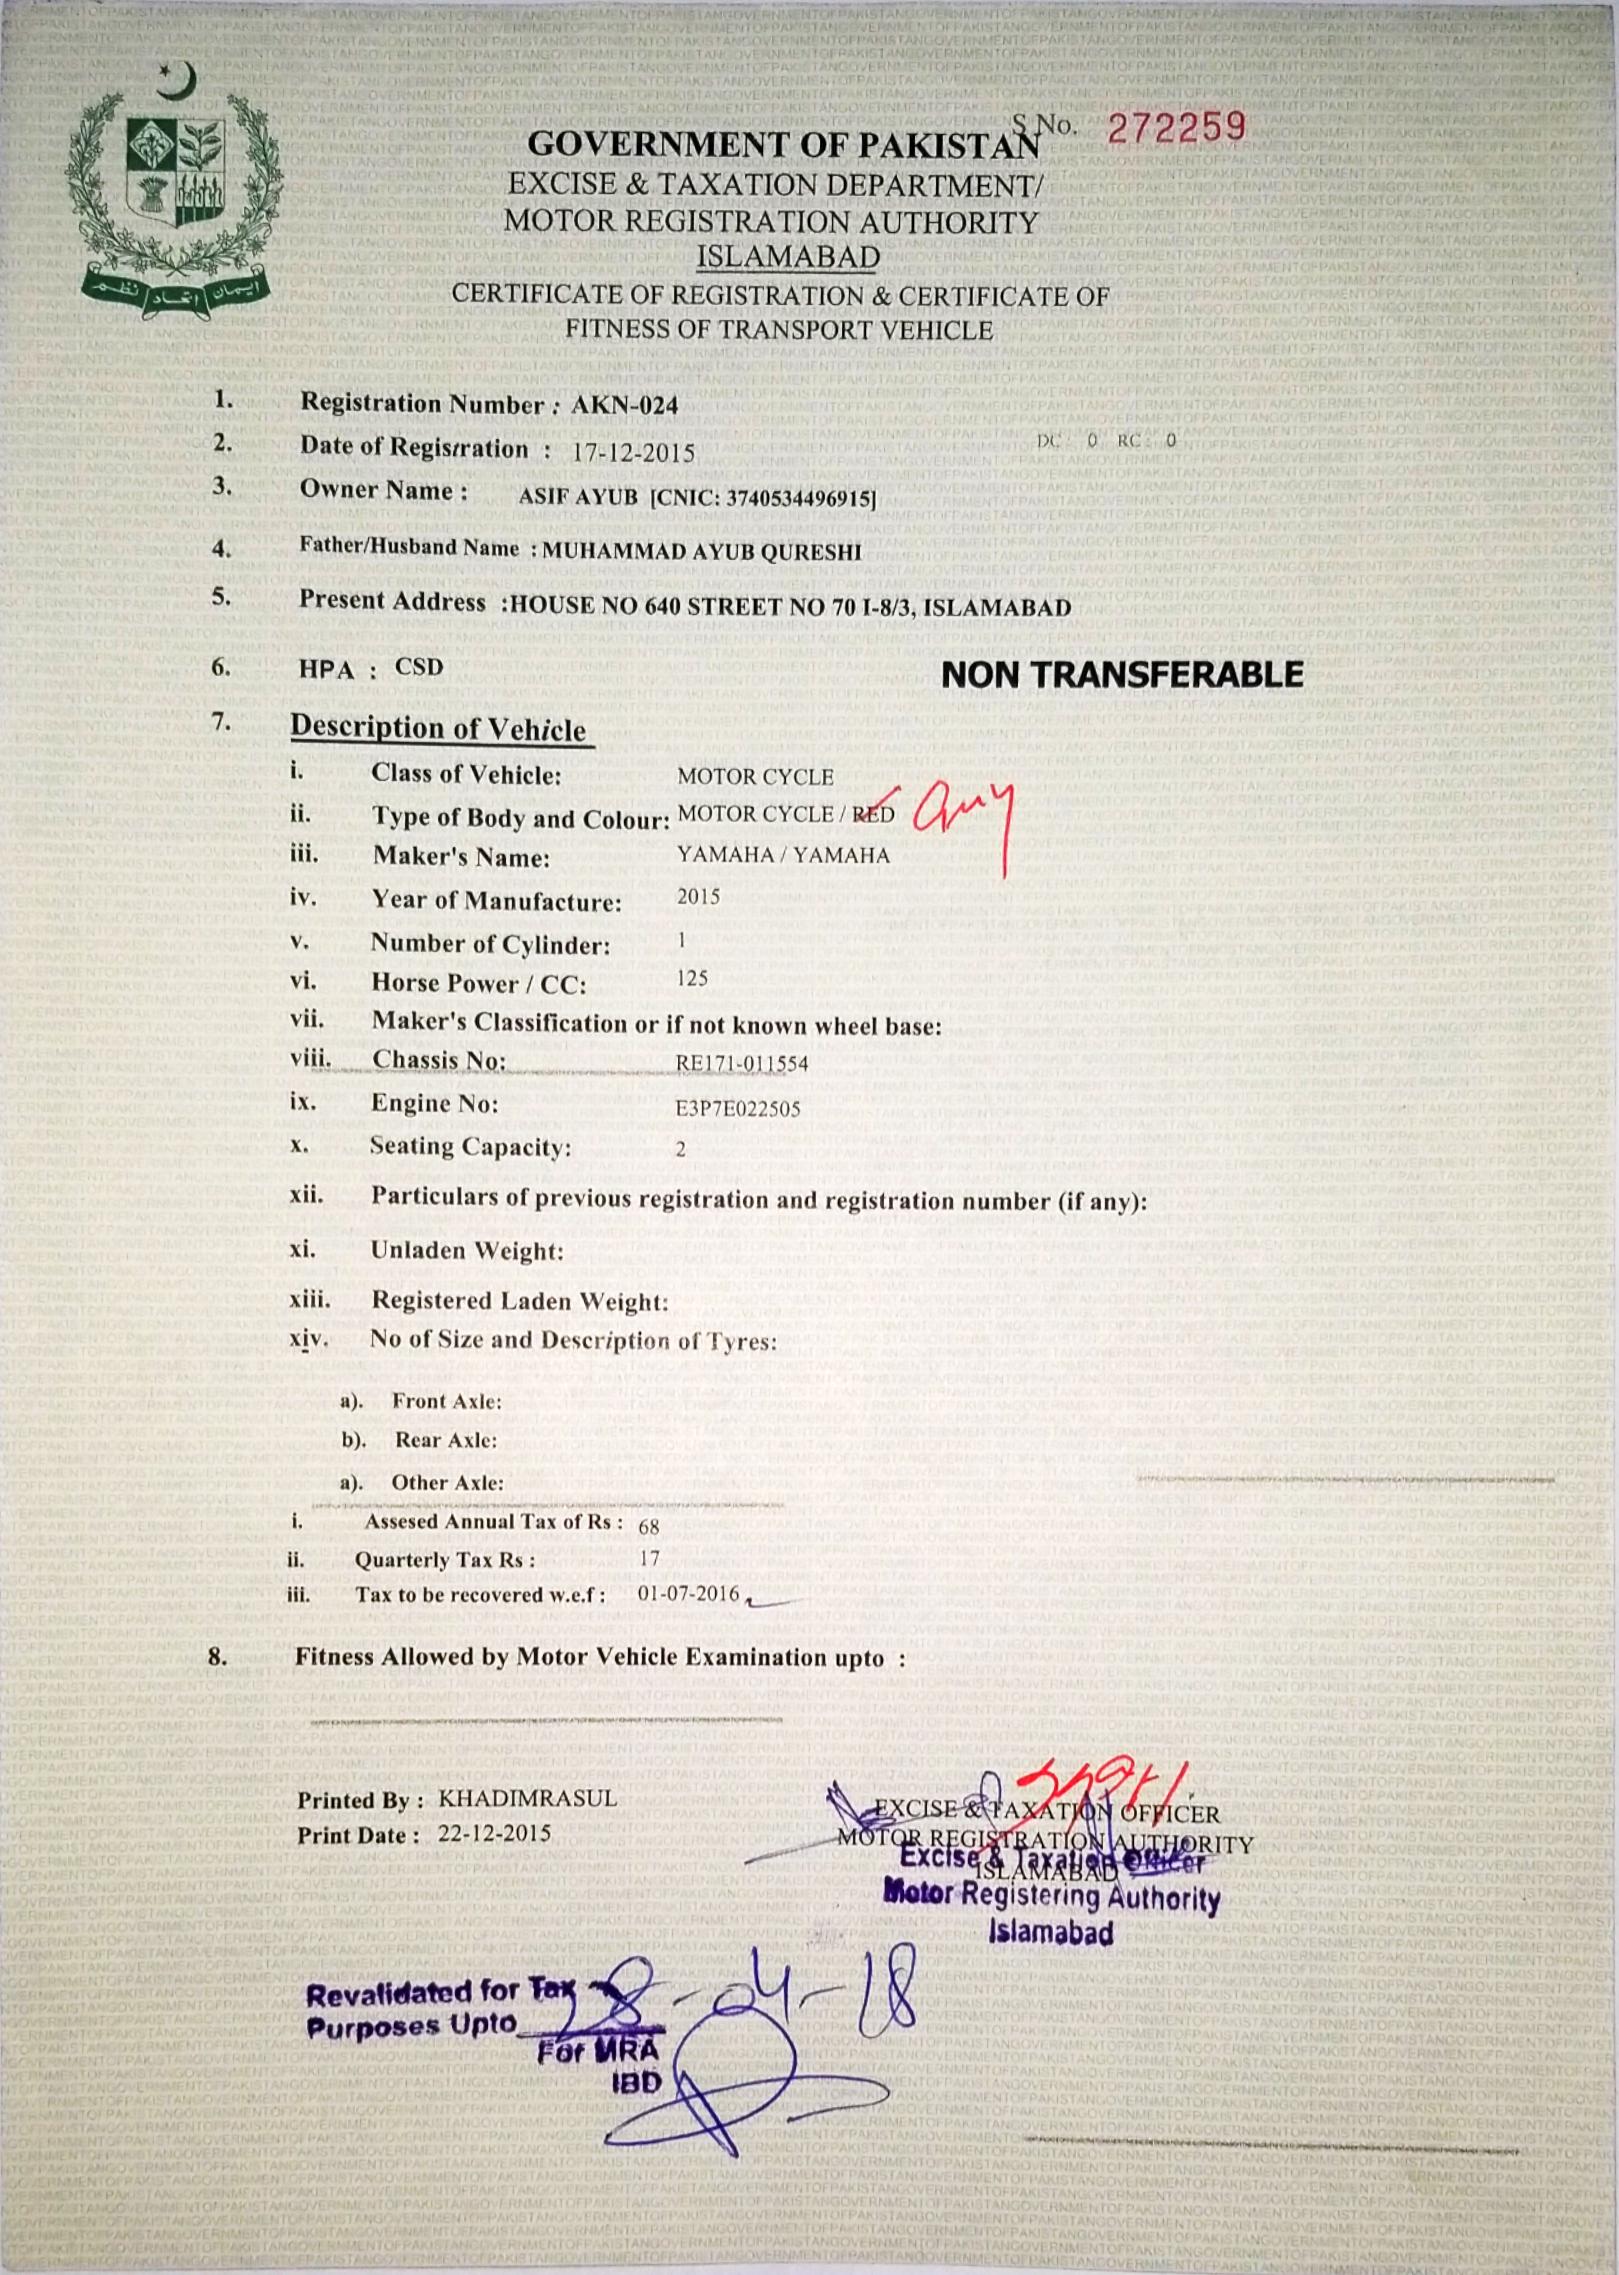 S.No. 272259
GOVERNMENT OF PAKISTAN
EXCISE & TAXATION DEPARTMENT/
MOTOR REGISTRATION AUTHORITY
ISLAMABAD
CERTIFICATE OF REGISTRATION & CERTIFICATE OF
FITNESS OF TRANSPORT VEHICLE
ایمان اتحاد نظم
1. Registration Number : AKN-024
2. Date of Registration : 17-12-2015 DC: 0 RC: 0
3. Owner Name : ASIF AYUB [CNIC: 3740534496915]
4. Father/Husband Name : MUHAMMAD AYUB QURESHI
5. Present Address :HOUSE NO 640 STREET NO 70 I-8/3, ISLAMABAD
6. HPA : CSD NON TRANSFERABLE
7. Description of Vehicle
i. Class of Vehicle: MOTOR CYCLE
ii. Type of Body and Colour: MOTOR CYCLE / RED
iii. Maker's Name: YAMAHA / YAMAHA
iv. Year of Manufacture: 2015
v. Number of Cylinder: 1
vi. Horse Power / CC: 125
vii. Maker's Classification or if not known wheel base:
viii. Chassis No: RE171-011554
ix. Engine No: E3P7E022505
x. Seating Capacity: 2
xii. Particulars of previous registration and registration number (if any):
xi. Unladen Weight:
xiii. Registered Laden Weight:
xiv. No of Size and Description of Tyres:
a). Front Axle:
b). Rear Axle:
a). Other Axle:
i. Assesed Annual Tax of Rs : 68
ii. Quarterly Tax Rs : 17
iii. Tax to be recovered w.e.f : 01-07-2016
8. Fitness Allowed by Motor Vehicle Examination upto :
Printed By : KHADIMRASUL
Print Date : 22-12-2015
EXCISE & TAXATION OFFICER
MOTOR REGISTRATION AUTHORITY
ISLAMABAD
Excise & Taxation Officer
Motor Registering Authority
Islamabad
Revalidated for Tax
Purposes Upto 28-04-18
For MRA
IBD